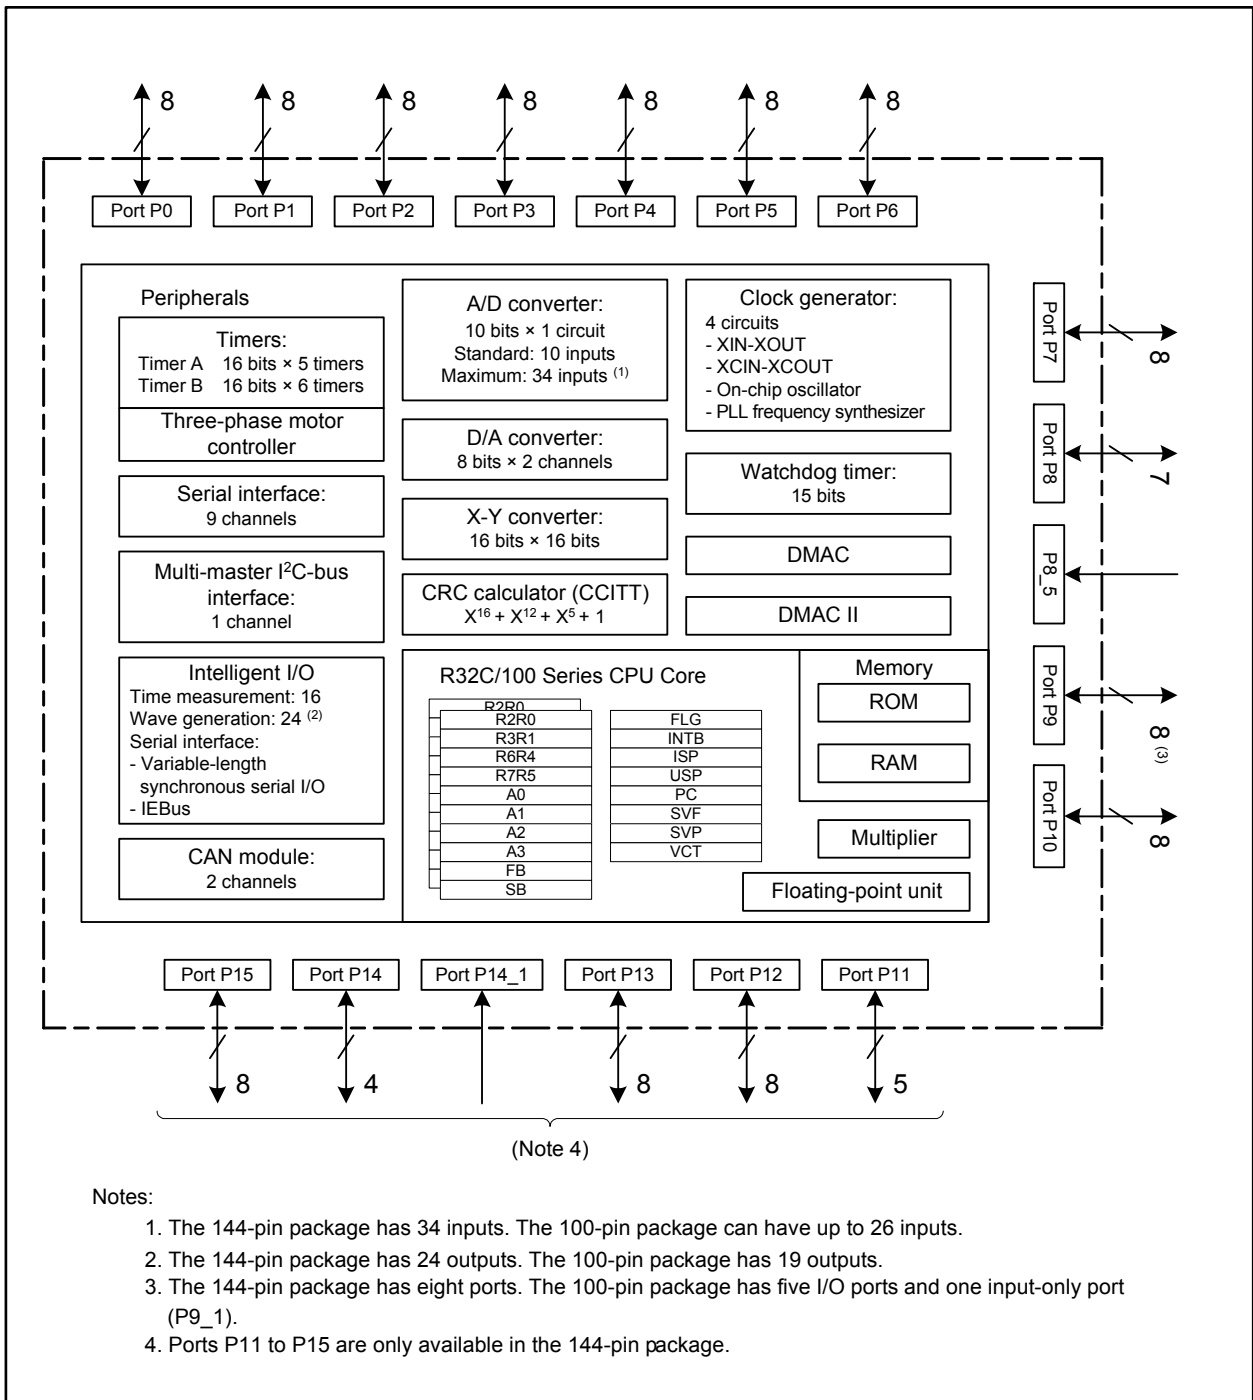 8 8 8 8 8 8 8
Port P0 Port P1 Port P2 Port P3 Port P4 Port P5 Port P6
Peripherals
Timers:
Timer A 16 bits × 5 timers
Timer B 16 bits × 6 timers
Three-phase motor
controller
Serial interface:
9 channels
Multi-master I²C-bus
interface:
1 channel
Intelligent I/O
Time measurement: 16
Wave generation: 24 (2)
Serial interface:
- Variable-length
synchronous serial I/O
- IEBus
CAN module:
2 channels
A/D converter:
10 bits × 1 circuit
Standard: 10 inputs
Maximum: 34 inputs (1)
D/A converter:
8 bits × 2 channels
X-Y converter:
16 bits × 16 bits
CRC calculator (CCITT)
X¹⁶ + X¹² + X⁵ + 1
Clock generator:
4 circuits
- XIN-XOUT
- XCIN-XCOUT
- On-chip oscillator
- PLL frequency synthesizer
Watchdog timer:
15 bits
DMAC
DMAC II
R32C/100 Series CPU Core
R2R0
R2R0
R3R1
R6R4
R7R5
A0
A1
A2
A3
FB
SB
FLG
INTB
ISP
USP
PC
SVF
SVP
VCT
Memory
ROM
RAM
Multiplier
Floating-point unit
Port P7
8
Port P8
7
P8_5
Port P9
8 (3)
Port P10
8
Port P15 Port P14 Port P14_1 Port P13 Port P12 Port P11
8 4 8 8 5
(Note 4)
Notes:
1. The 144-pin package has 34 inputs. The 100-pin package can have up to 26 inputs.
2. The 144-pin package has 24 outputs. The 100-pin package has 19 outputs.
3. The 144-pin package has eight ports. The 100-pin package has five I/O ports and one input-only port
(P9_1).
4. Ports P11 to P15 are only available in the 144-pin package.